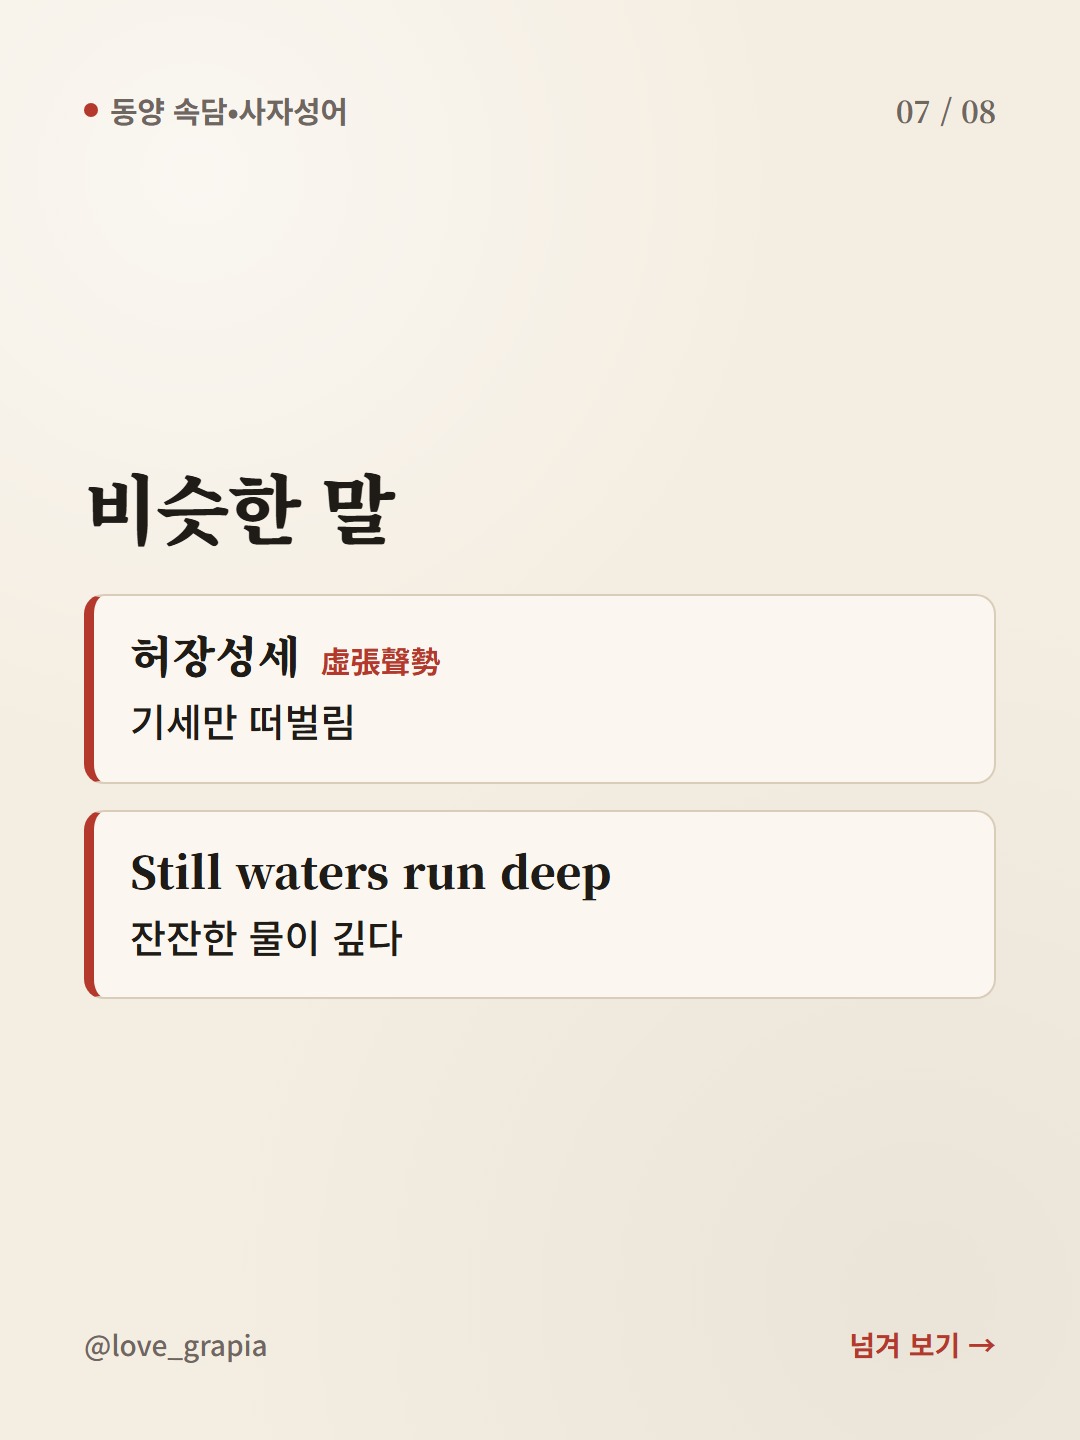 동양 속담•사자성어
07 / 08
비슷한 말
허장성세 虛張聲勢
기세만 떠벌림
Still waters run deep
잔잔한 물이 깊다
@love_grapia
넘겨 보기 →